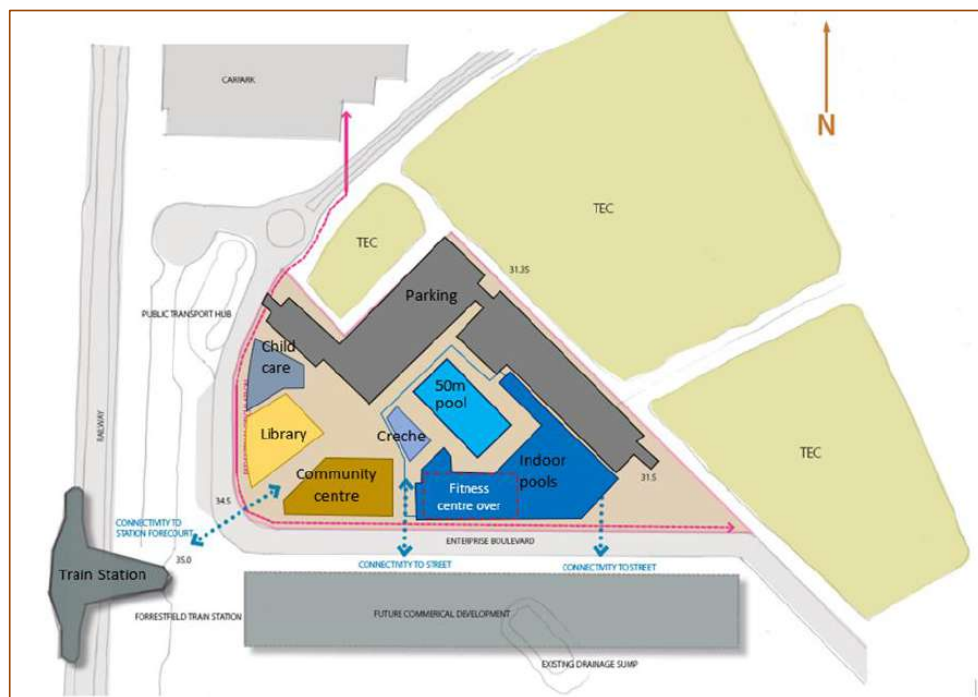 CARPARK
N
TEC
TEC
31.35
Parking
PUBLIC TRANSPORT HUB
Child
care
50m
pool
RAILWAY
Library
Creche
Indoor
pools
TEC
Community
centre
Fitness
centre over
31.5
34.5
CONNECTIVITY TO
STATION FORECOURT
ENTERPRISE BOULEVARD
35.0
CONNECTIVITY TO STREET
CONNECTIVITY TO STREET
Train Station
FORRESTFIELD TRAIN STATION
FUTURE COMMERICAL DEVELOPMENT
EXISTING DRAINAGE SUMP